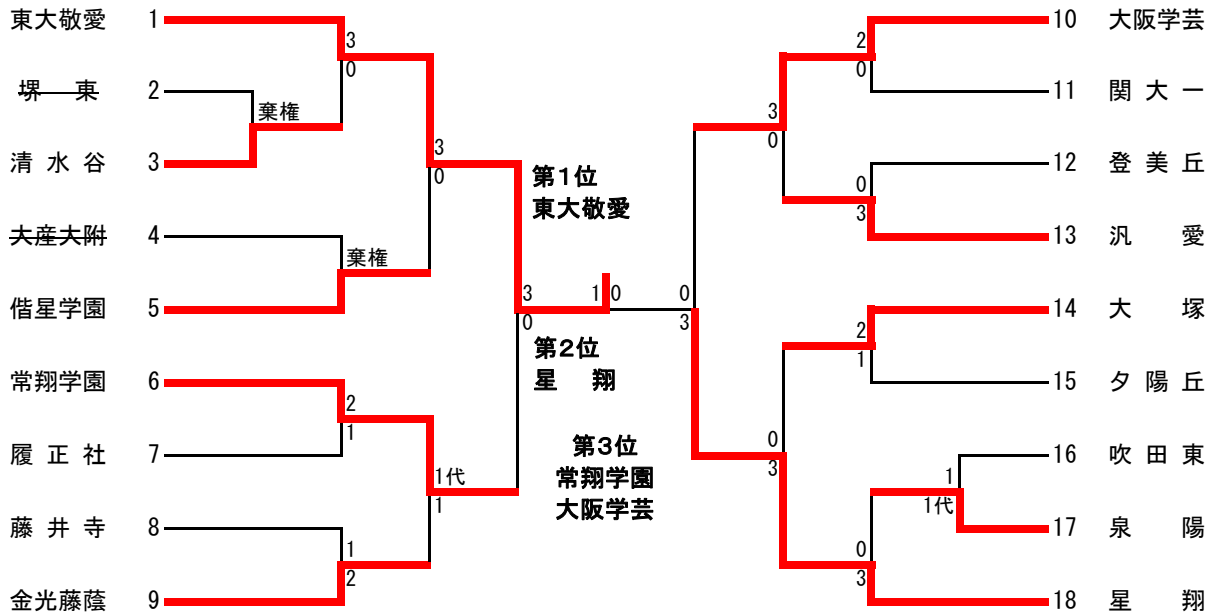 東大敬愛 1
堺 東 2
清 水 谷 3
大産大附 4
偕星学園 5
常翔学園 6
履 正 社 7
藤 井 寺 8
金光藤蔭 9
3
0
棄権
棄権
2
1
1
2
3
0
1代
1
3
0
1 0
第1位
東大敬愛
第2位
星 翔
第3位
常翔学園
大阪学芸
0
3
3
0
0
3
2
0
0
3
2
1
1
1代
0
3
10 大阪学芸
11 関 大 一
12 登 美 丘
13 汎 愛
14 大 塚
15 夕 陽 丘
16 吹 田 東
17 泉 陽
18 星 翔